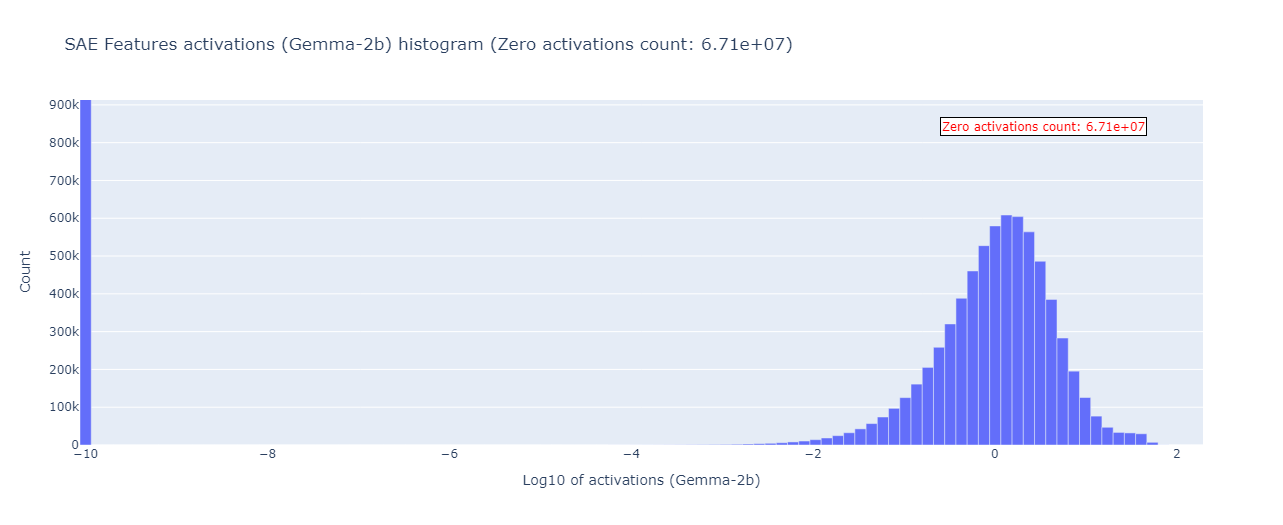 SAE Features activations (Gemma-2b) histogram (Zero activations count: 6.71e+07)
Zero activations count: 6.71e+07
900k
800k
700k
600k
500k
400k
300k
200k
100k
0
Count
−10
−8
−6
−4
−2
0
2
Log10 of activations (Gemma-2b)